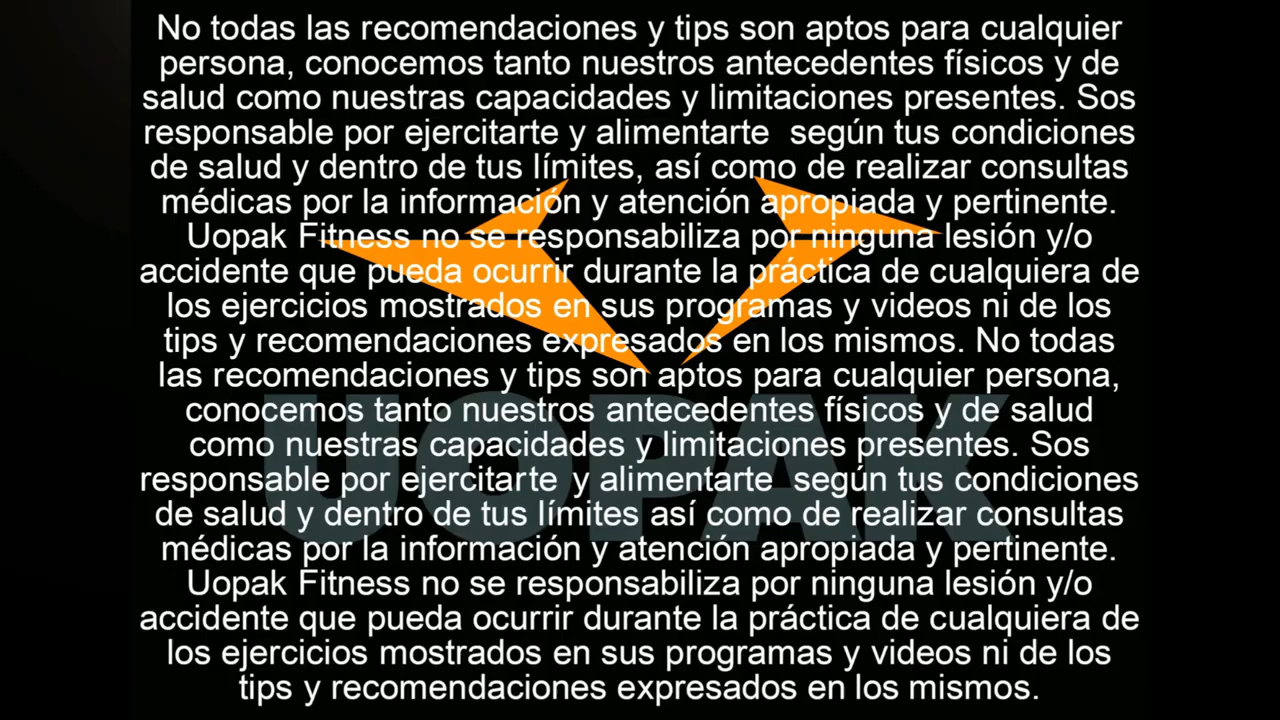 No todas las recomendaciones y tips son aptos para cualquier
persona, conocemos tanto nuestros antecedentes físicos y de
salud como nuestras capacidades y limitaciones presentes. Sos
responsable por ejercitarte y alimentarte  según tus condiciones
de salud y dentro de tus límites, así como de realizar consultas
médicas por la información y atención apropiada y pertinente.
Uopak Fitness no se responsabiliza por ninguna lesión y/o
accidente que pueda ocurrir durante la práctica de cualquiera de
los ejercicios mostrados en sus programas y videos ni de los
tips y recomendaciones expresados en los mismos. No todas
las recomendaciones y tips son aptos para cualquier persona,
conocemos tanto nuestros antecedentes físicos y de salud
como nuestras capacidades y limitaciones presentes. Sos
responsable por ejercitarte y alimentarte  según tus condiciones
de salud y dentro de tus límites así como de realizar consultas
médicas por la información y atención apropiada y pertinente.
Uopak Fitness no se responsabiliza por ninguna lesión y/o
accidente que pueda ocurrir durante la práctica de cualquiera de
los ejercicios mostrados en sus programas y videos ni de los
tips y recomendaciones expresados en los mismos.
UOPAK